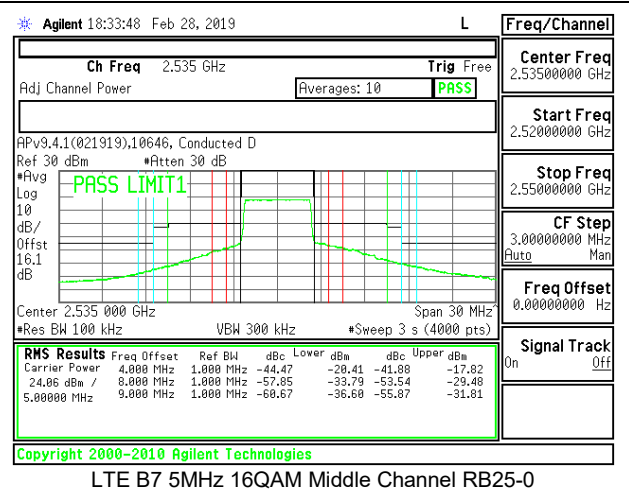 Agilent 18:33:48 Feb 28, 2019 L
Freq/Channel
Ch Freq 2.535 GHz Trig Free
Adj Channel Power Averages: 10 PASS
APv9.4.1(021919),10646, Conducted D
Ref 30 dBm #Atten 30 dB
#Avg
Log
10
dB/
Offst
16.1
dB
PASS LIMIT1
Center 2.535 000 GHz Span 30 MHz^
#Res BW 100 kHz VBW 300 kHz #Sweep 3 s (4000 pts)
RMS Results Freq Offset Ref BW dBc Lower dBm dBc Upper dBm
Carrier Power 4.000 MHz 1.000 MHz -44.47 -20.41 -41.88 -17.82
24.06 dBm / 8.000 MHz 1.000 MHz -57.85 -33.79 -53.54 -29.48
5.00000 MHz 9.000 MHz 1.000 MHz -60.67 -36.60 -55.87 -31.81
Center Freq
2.53500000 GHz
Start Freq
2.52000000 GHz
Stop Freq
2.55000000 GHz
CF Step
3.00000000 MHz
Auto Man
Freq Offset
0.00000000 Hz
Signal Track
On Off
Copyright 2000-2010 Agilent Technologies
LTE B7 5MHz 16QAM Middle Channel RB25-0